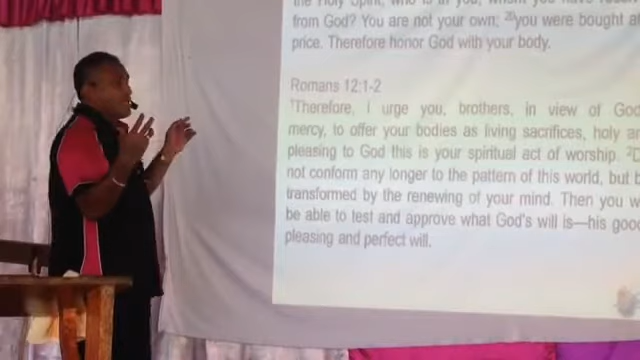 the Holy Spirit, who is in you, whom you have
from God? You are not your own; 20you were bought at
price. Therefore honor God with your body.
Romans 12:1-2
1Therefore, I urge you, brothers, in view of God
mercy, to offer your bodies as living sacrifices, holy
pleasing to God this is your spiritual act of worship. 2
not conform any longer to the pattern of this world, but
transformed by the renewing of your mind. Then you
be able to test and approve what God's will is—his good
pleasing and perfect will.